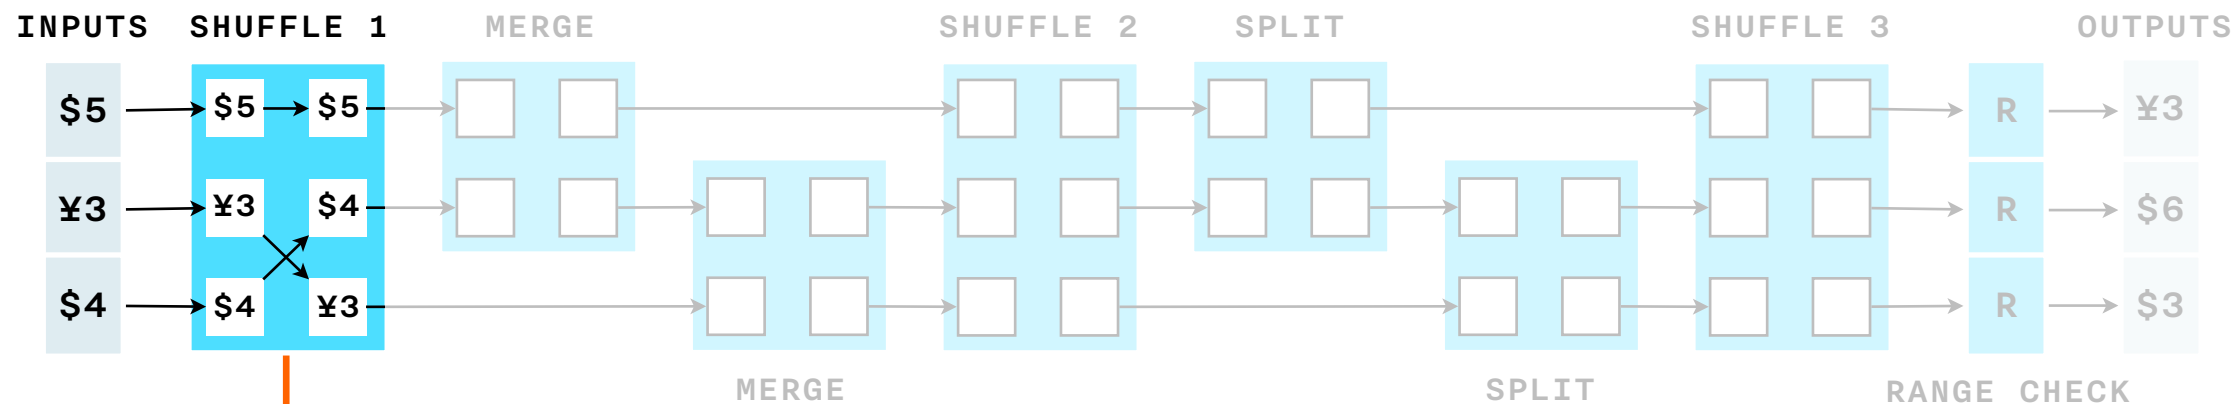 INPUTS SHUFFLE 1 MERGE SHUFFLE 2 SPLIT SHUFFLE 3 OUTPUTS
$5 $5 $5 R ¥3
¥3 ¥3 $4 R $6
$4 $4 ¥3 R $3
MERGE SPLIT RANGE CHECK